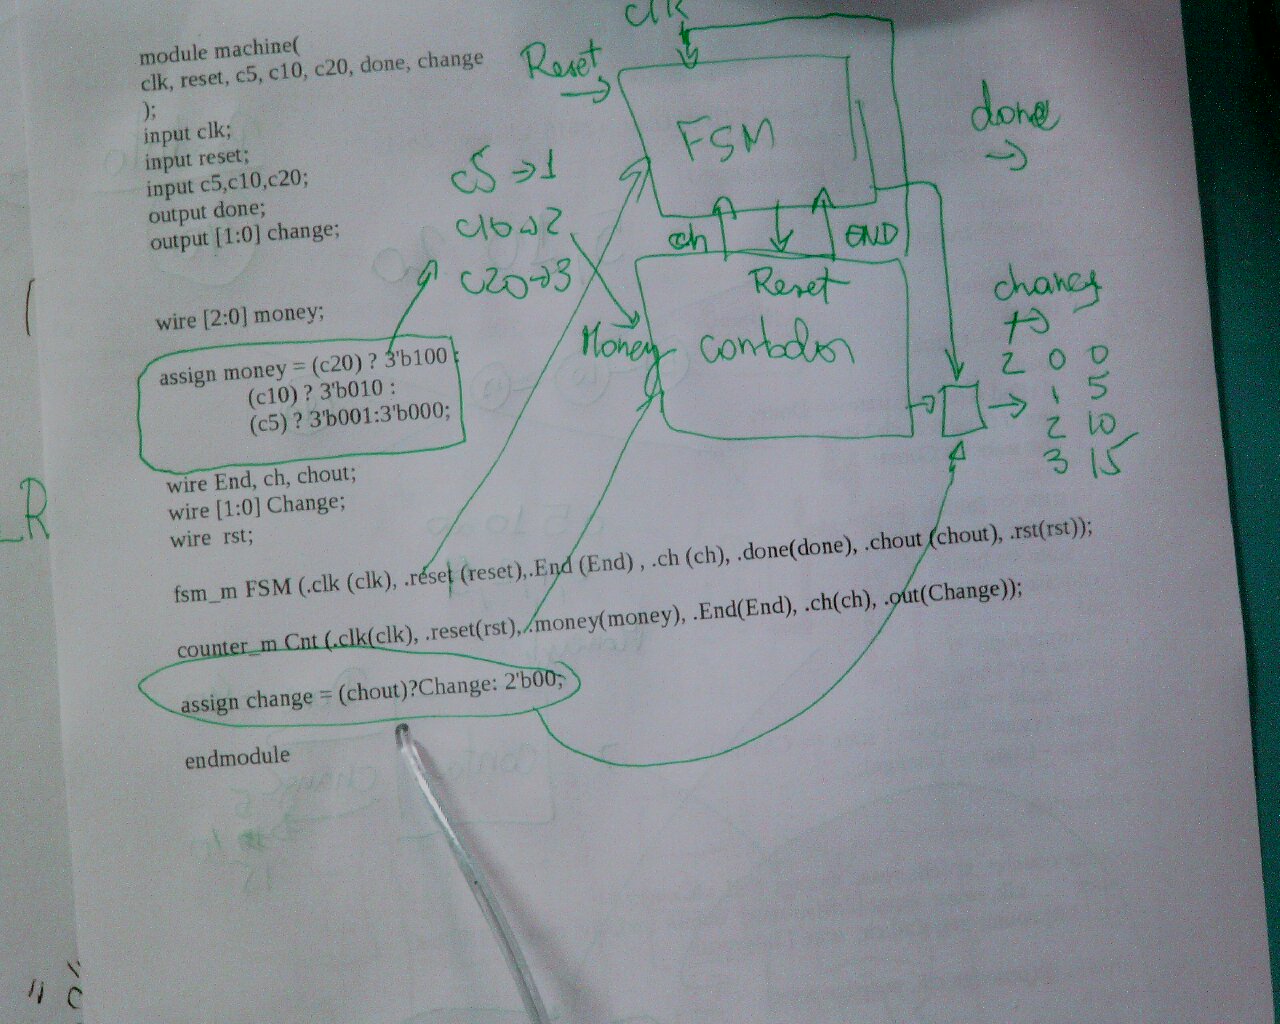 module machine(
clk, reset, c5, c10, c20, done, change
);
input clk;
input reset;
input c5,c10,c20;
output done;
output [1:0] change;
wire [2:0] money;
assign money = (c20) ? 3'b100 :
(c10) ? 3'b010 :
(c5) ? 3'b001:3'b000;
wire End, ch, chout;
wire [1:0] Change;
wire rst;
fsm_m FSM (.clk (clk), .reset (reset),.End (End) , .ch (ch), .done(done), .chout (chout), .rst(rst));
counter_m Cnt (.clk(clk), .reset(rst),.money(money), .End(End), .ch(ch), .out(Change));
assign change = (chout)?Change: 2'b00;
endmodule
clk
Reset
FSM
done
c5 → 1
c10 → 2
c20 → 3
ch
END
Reset
Money
contador
change
2 0 0
1 5
2 10
3 15
R